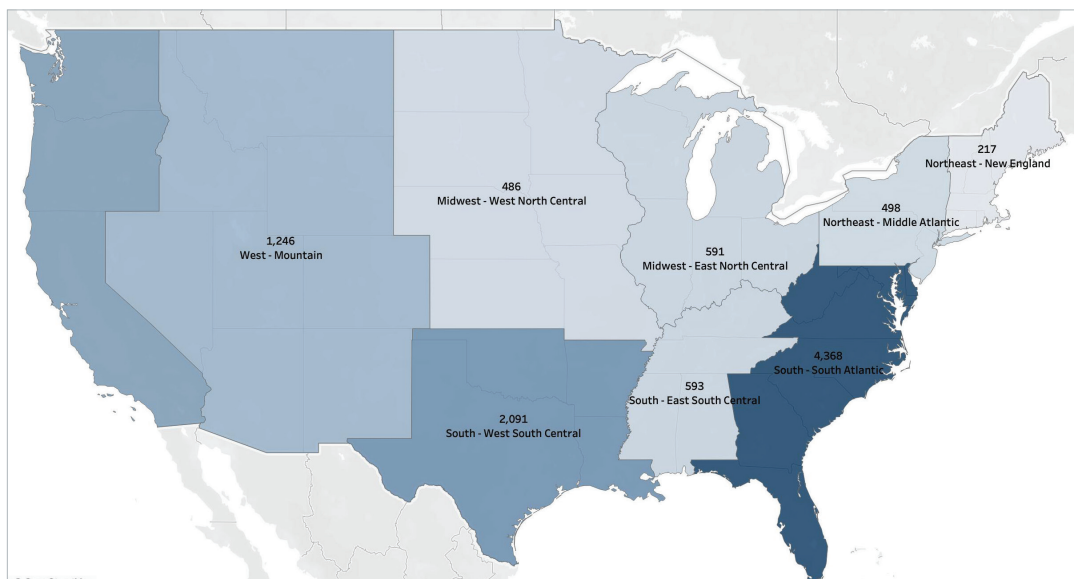 217
Northeast - New England
486
Midwest - West North Central
498
Northeast - Middle Atlantic
1,246
West - Mountain
591
Midwest - East North Central
4,368
South - South Atlantic
593
South - East South Central
2,091
South - West South Central